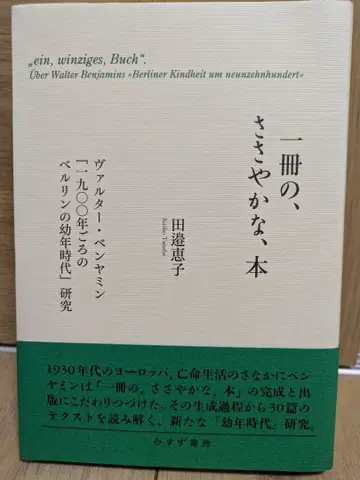 „ein, winziges, Buch“.
Über Walter Benjamins »Berliner Kindheit um neunzehnhundert«
一冊の、
ささやかな、本
田邉恵子
Keiko Tanabe
ヴァルター・ベンヤミン
『一九〇〇年ごろの
ベルリンの幼年時代』研究
1930年代のヨーロッパ，亡命生活のさなかにベン
ヤミンは「一冊の，ささやかな，本」の完成と出
版にこだわりつづけた。その生成過程から30篇の
テクストを読み解く，新たな『幼年時代』研究。
みすず書房